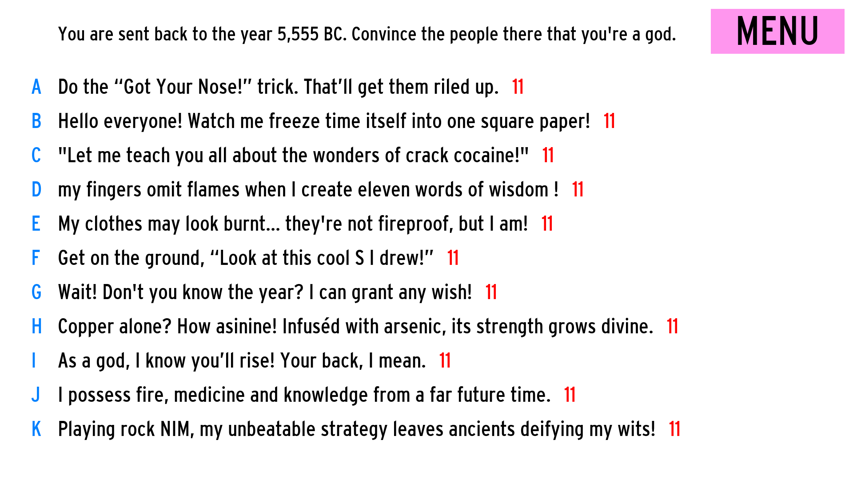 You are sent back to the year 5,555 BC. Convince the people there that you're a god.
MENU
A Do the “Got Your Nose!” trick. That’ll get them riled up. 11
B Hello everyone! Watch me freeze time itself into one square paper! 11
C "Let me teach you all about the wonders of crack cocaine!" 11
D my fingers omit flames when I create eleven words of wisdom ! 11
E My clothes may look burnt... they're not fireproof, but I am! 11
F Get on the ground, “Look at this cool S I drew!” 11
G Wait! Don't you know the year? I can grant any wish! 11
H Copper alone? How asinine! Infuséd with arsenic, its strength grows divine. 11
I As a god, I know you’ll rise! Your back, I mean. 11
J I possess fire, medicine and knowledge from a far future time. 11
K Playing rock NIM, my unbeatable strategy leaves ancients deifying my wits! 11